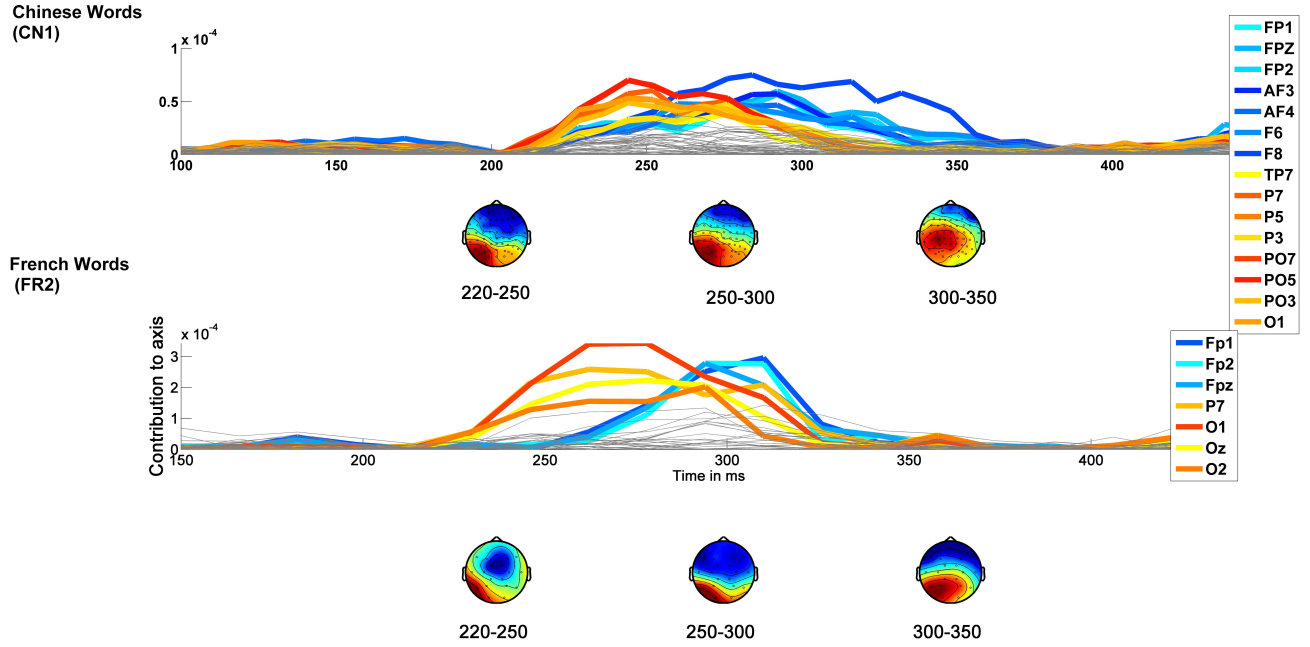 Chinese Words
(CN1)
x 10⁻⁴
1
0.5
0
100 150 200 250 300 350 400
FP1
FPZ
FP2
AF3
AF4
F6
F8
TP7
P7
P5
P3
PO7
PO5
PO3
O1
220-250 250-300 300-350
French Words
(FR2)
Contribution to axis
x 10⁻⁴
3
2
1
0
150 200 250 300 350 400
Time in ms
Fp1
Fp2
Fpz
P7
O1
Oz
O2
220-250 250-300 300-350